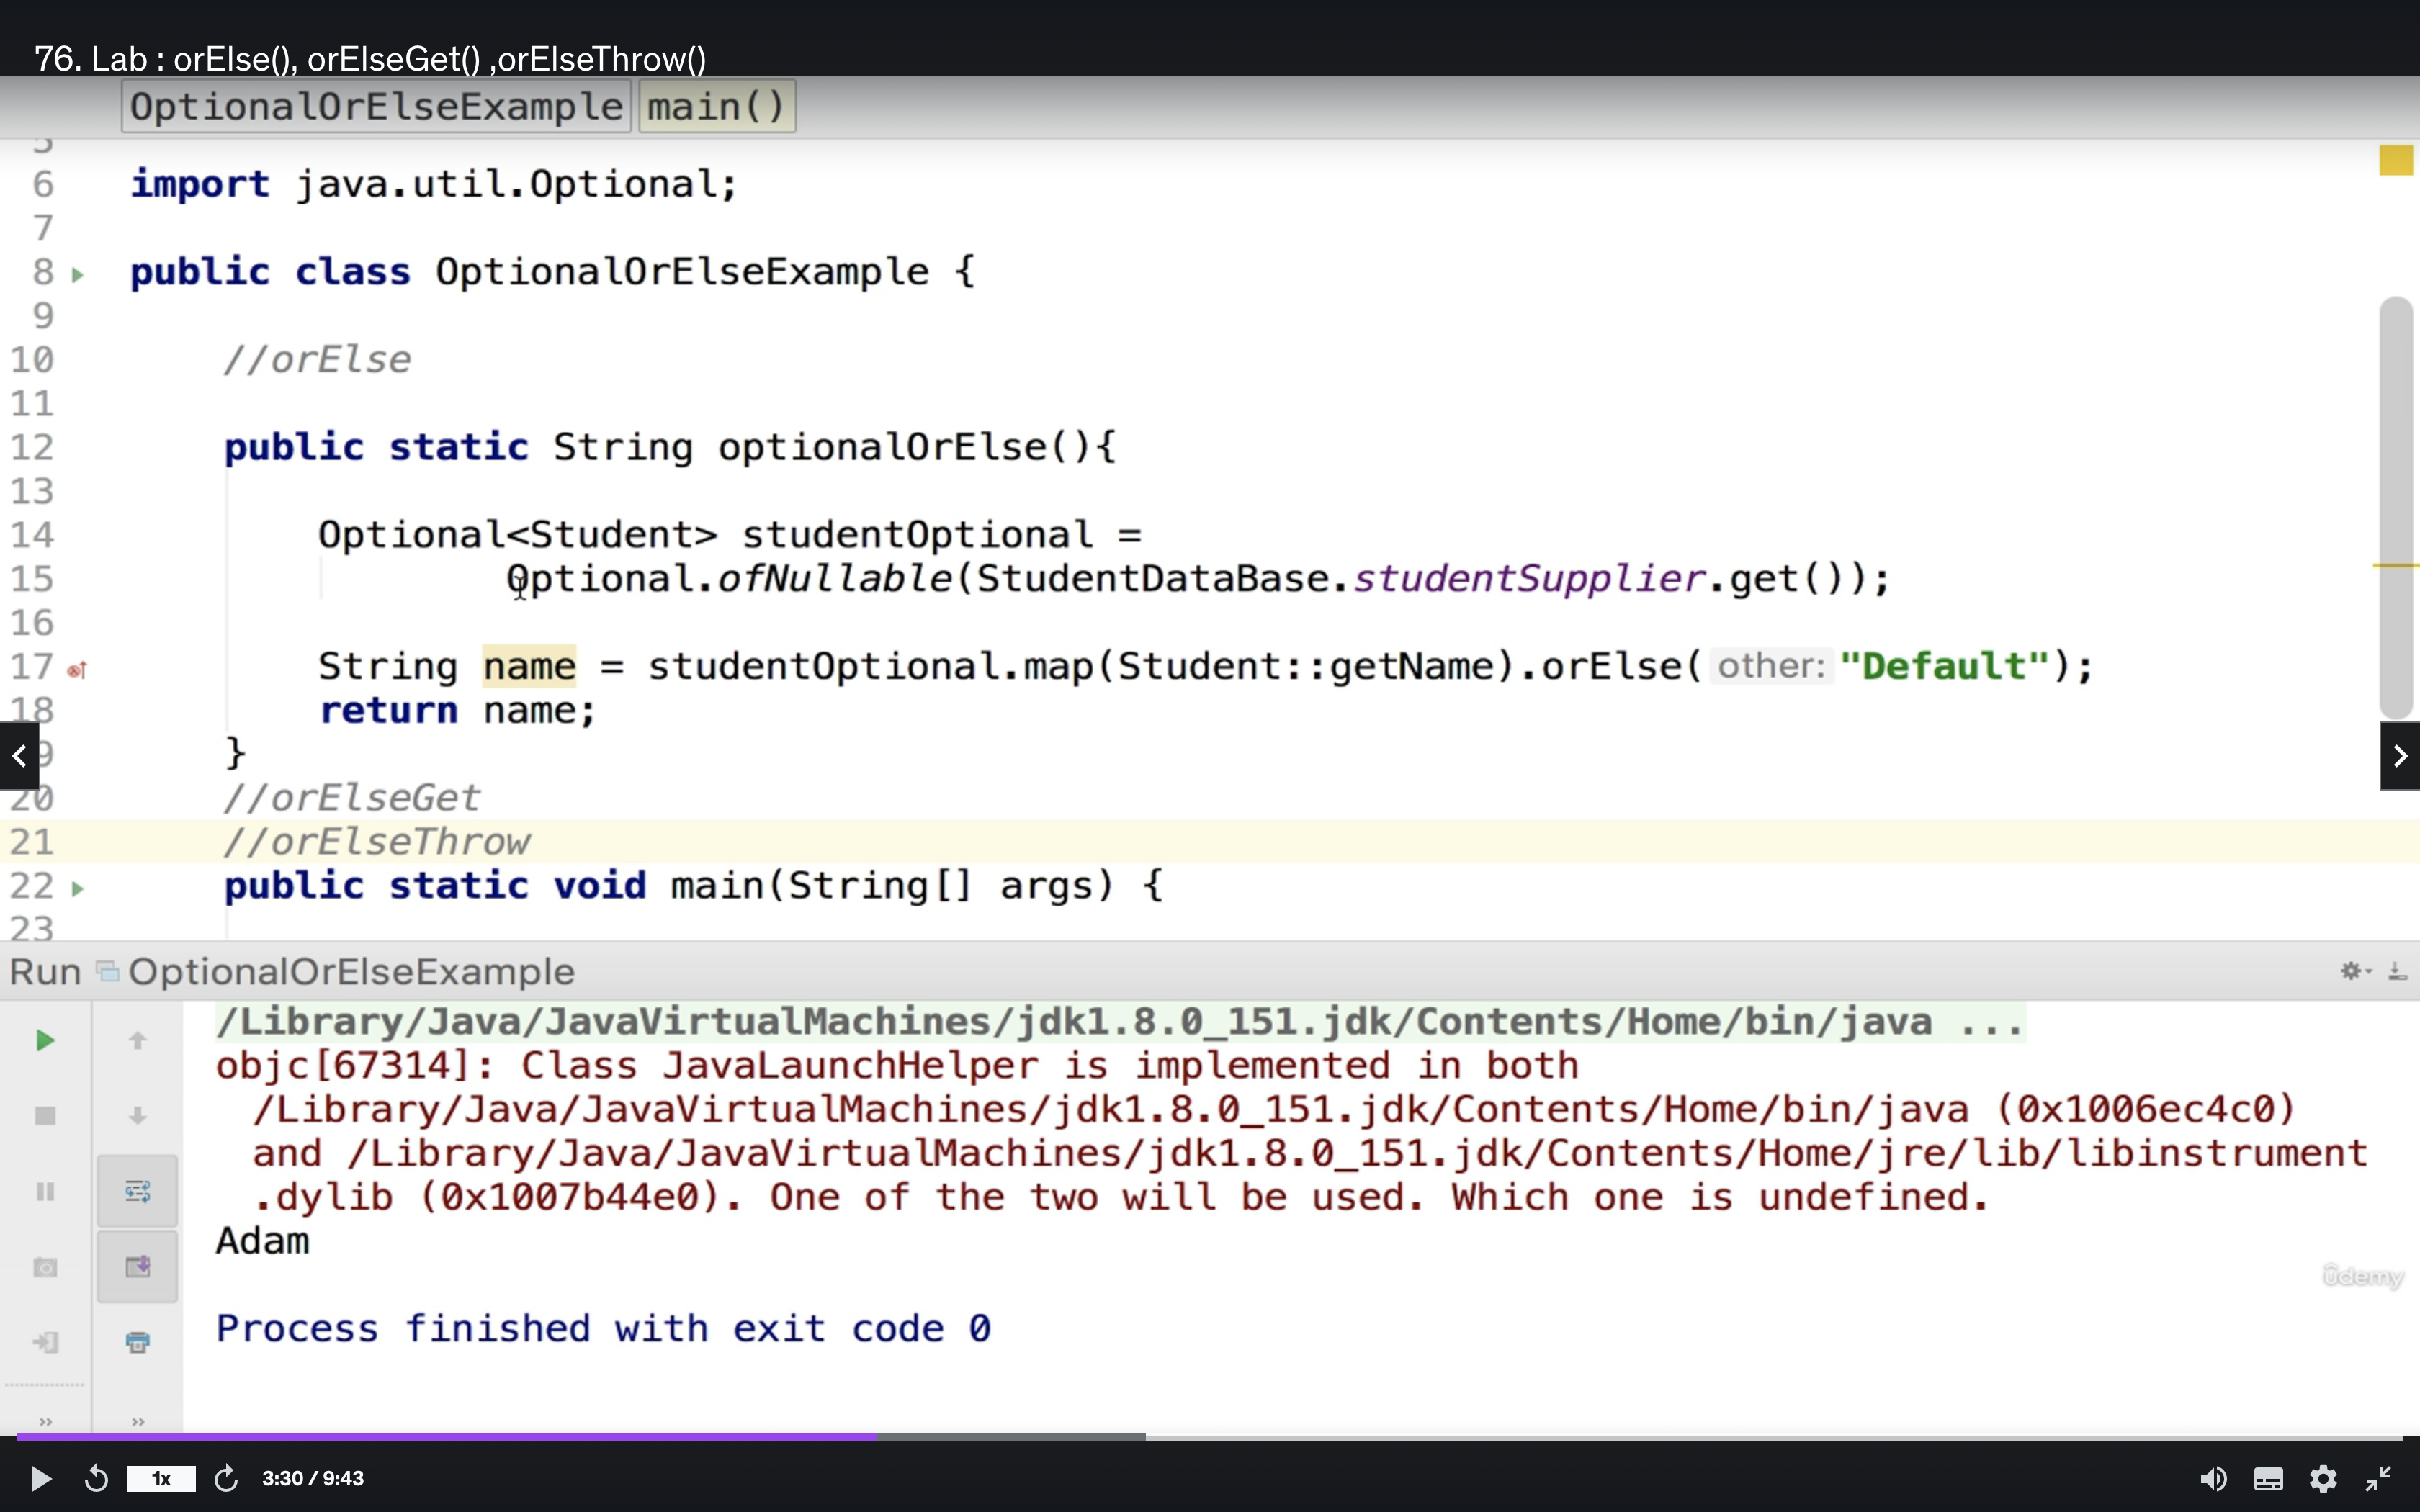 76. Lab : orElse(), orElseGet() ,orElseThrow()
OptionalOrElseExample main()
5
6 import java.util.Optional;
7
8 public class OptionalOrElseExample {
9
10 //orElse
11
12 public static String optionalOrElse(){
13
14 Optional<Student> studentOptional =
15 Optional.ofNullable(StudentDataBase.studentSupplier.get());
16
17 String name = studentOptional.map(Student::getName).orElse( other: "Default");
18 return name;
9 }
20 //orElseGet
21 //orElseThrow
22 public static void main(String[] args) {
23
Run OptionalOrElseExample
/Library/Java/JavaVirtualMachines/jdk1.8.0_151.jdk/Contents/Home/bin/java ...
objc[67314]: Class JavaLaunchHelper is implemented in both
/Library/Java/JavaVirtualMachines/jdk1.8.0_151.jdk/Contents/Home/bin/java (0x1006ec4c0)
and /Library/Java/JavaVirtualMachines/jdk1.8.0_151.jdk/Contents/Home/jre/lib/libinstrument
.dylib (0x1007b44e0). One of the two will be used. Which one is undefined.
Adam
ûdemy
Process finished with exit code 0
1x 3:30 / 9:43